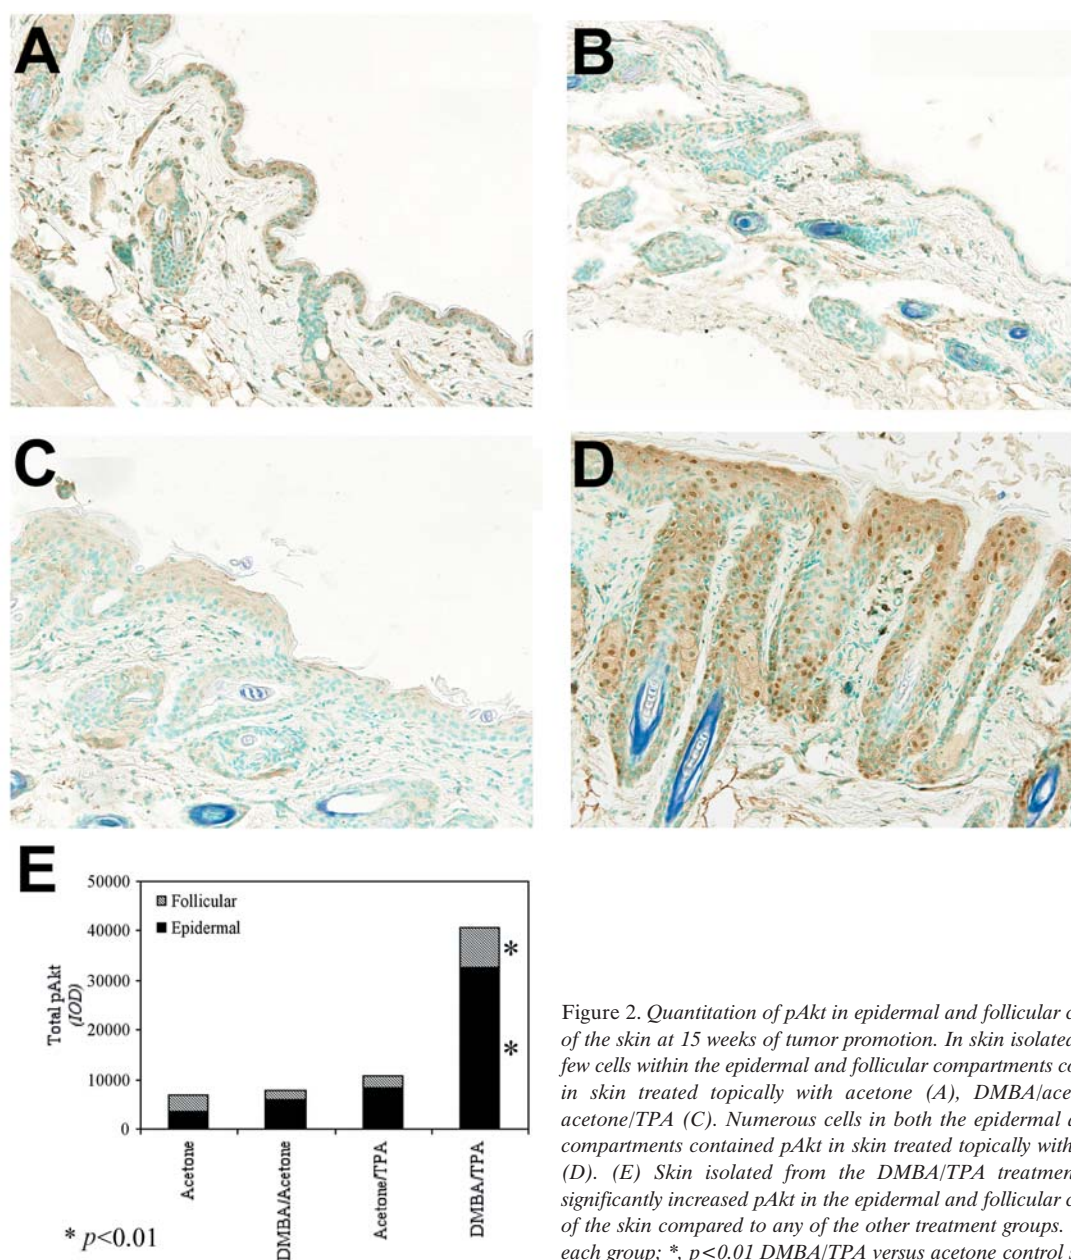 A
B
C
D
E
50000
40000
30000
20000
10000
0
Total pAkt
(IOD)
Follicular
Epidermal
*
*
Acetone
DMBA/Acetone
Acetone/TPA
DMBA/TPA
* p<0.01
Figure 2. Quantitation of pAkt in epidermal and follicular
of the skin at 15 weeks of tumor promotion. In skin isolated
few cells within the epidermal and follicular compartments
in skin treated topically with acetone (A),
acetone/TPA (C). Numerous cells in both the epidermal
compartments contained pAkt in skin treated topically with
(D). (E) Skin isolated from the DMBA/TPA
significantly increased pAkt in the epidermal and follicular
of the skin compared to any of the other treatment groups.
each group; *, p<0.01 DMBA/TPA versus acetone control